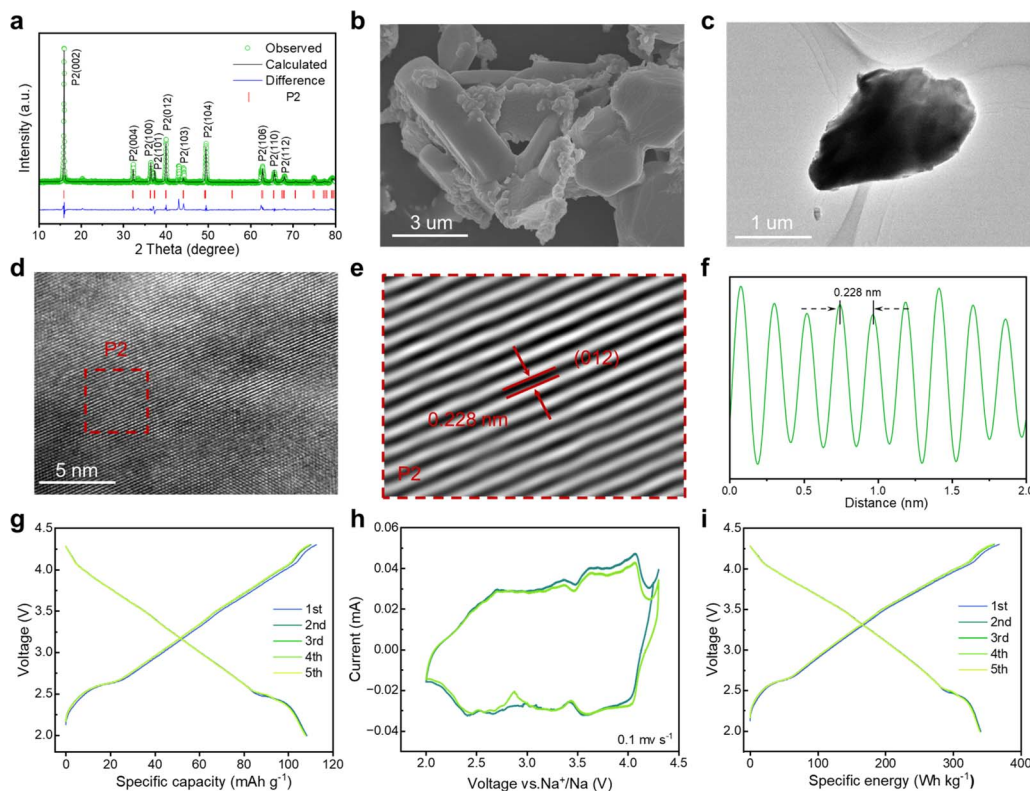 a
Intensity (a.u.)
P2(002)
P2(004)
P2(100)
P2(101)
P2(012)
P2(103)
P2(104)
P2(106)
P2(110)
P2(112)
Observed
Calculated
Difference
P2
10 20 30 40 50 60 70 80
2 Theta (degree)
b
3 um
c
1 um
d
P2
5 nm
e
(012)
0.228 nm
P2
f
0.228 nm
0.0 0.5 1.0 1.5 2.0
Distance (nm)
g
Voltage (V)
4.5
4.0
3.5
3.0
2.5
2.0
1st
2nd
3rd
4th
5th
0 20 40 60 80 100 120
Specific capacity (mAh g⁻¹)
h
Current (mA)
0.06
0.04
0.02
0.00
−0.02
−0.04
0.1 mv s⁻¹
2.0 2.5 3.0 3.5 4.0 4.5
Voltage vs.Na⁺/Na (V)
i
Voltage (V)
4.5
4.0
3.5
3.0
2.5
2.0
1st
2nd
3rd
4th
5th
0 100 200 300 400
Specific energy (Wh kg⁻¹)